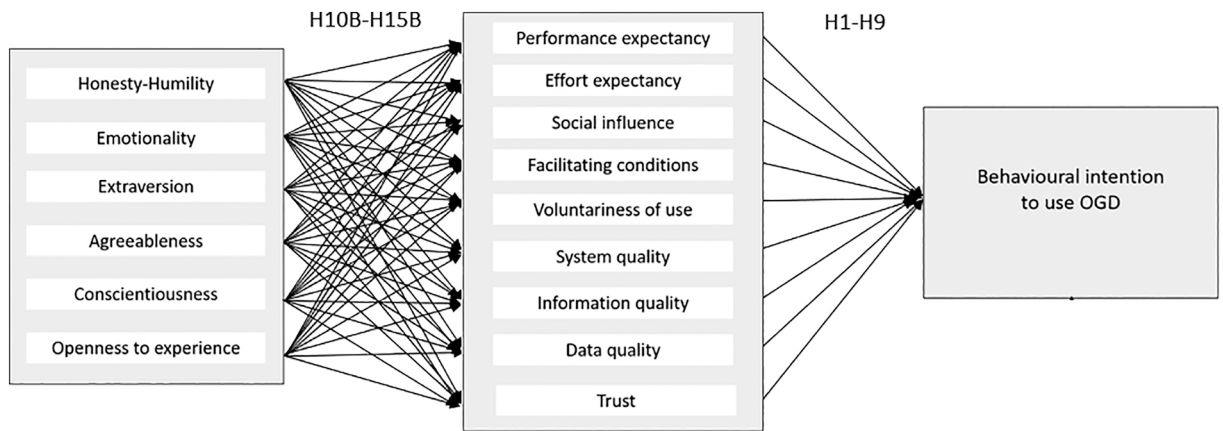 H10B-H15B
H1-H9
Honesty-Humility
Emotionality
Extraversion
Agreeableness
Conscientiousness
Openness to experience
Performance expectancy
Effort expectancy
Social influence
Facilitating conditions
Voluntariness of use
System quality
Information quality
Data quality
Trust
Behavioural intention
to use OGD